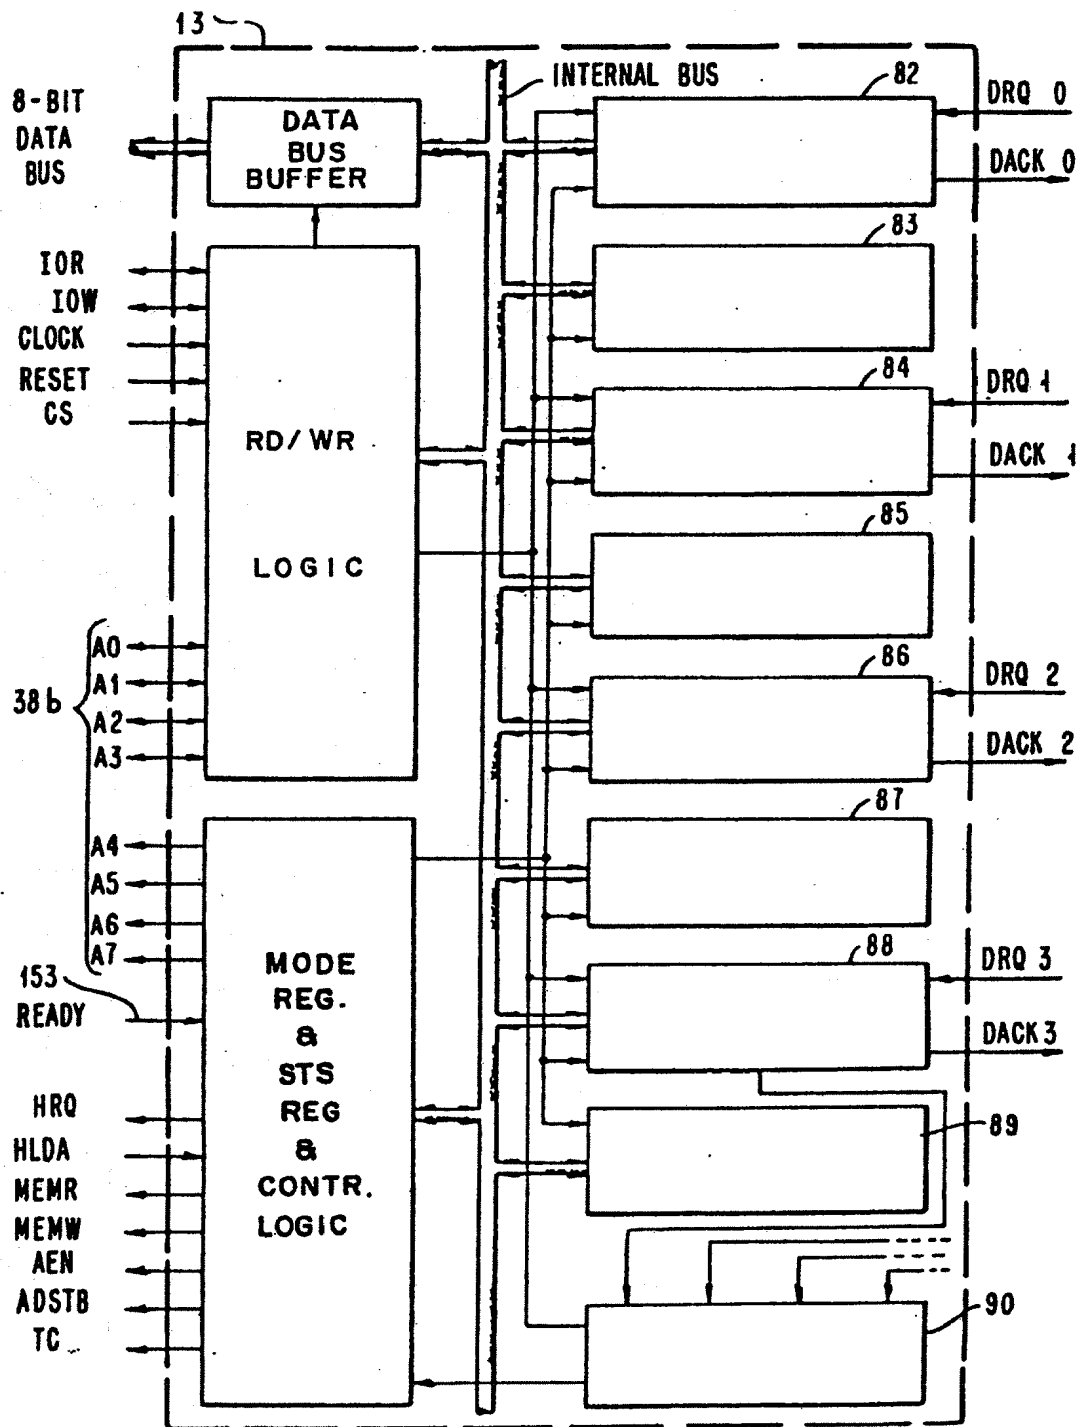 13
INTERNAL BUS
8-BIT
DATA
BUS
DATA
BUS
BUFFER
82
DRQ 0
DACK 0
83
IOR
IOW
CLOCK
RESET
CS
RD/WR
LOGIC
84
DRQ 1
DACK 1
85
38b
A0
A1
A2
A3
86
DRQ 2
DACK 2
87
A4
A5
A6
A7
153
READY
MODE
REG.
&
STS
REG
&
CONTR.
LOGIC
88
DRQ 3
DACK 3
HRQ
HLDA
MEMR
MEMW
AEN
ADSTB
TC
89
90